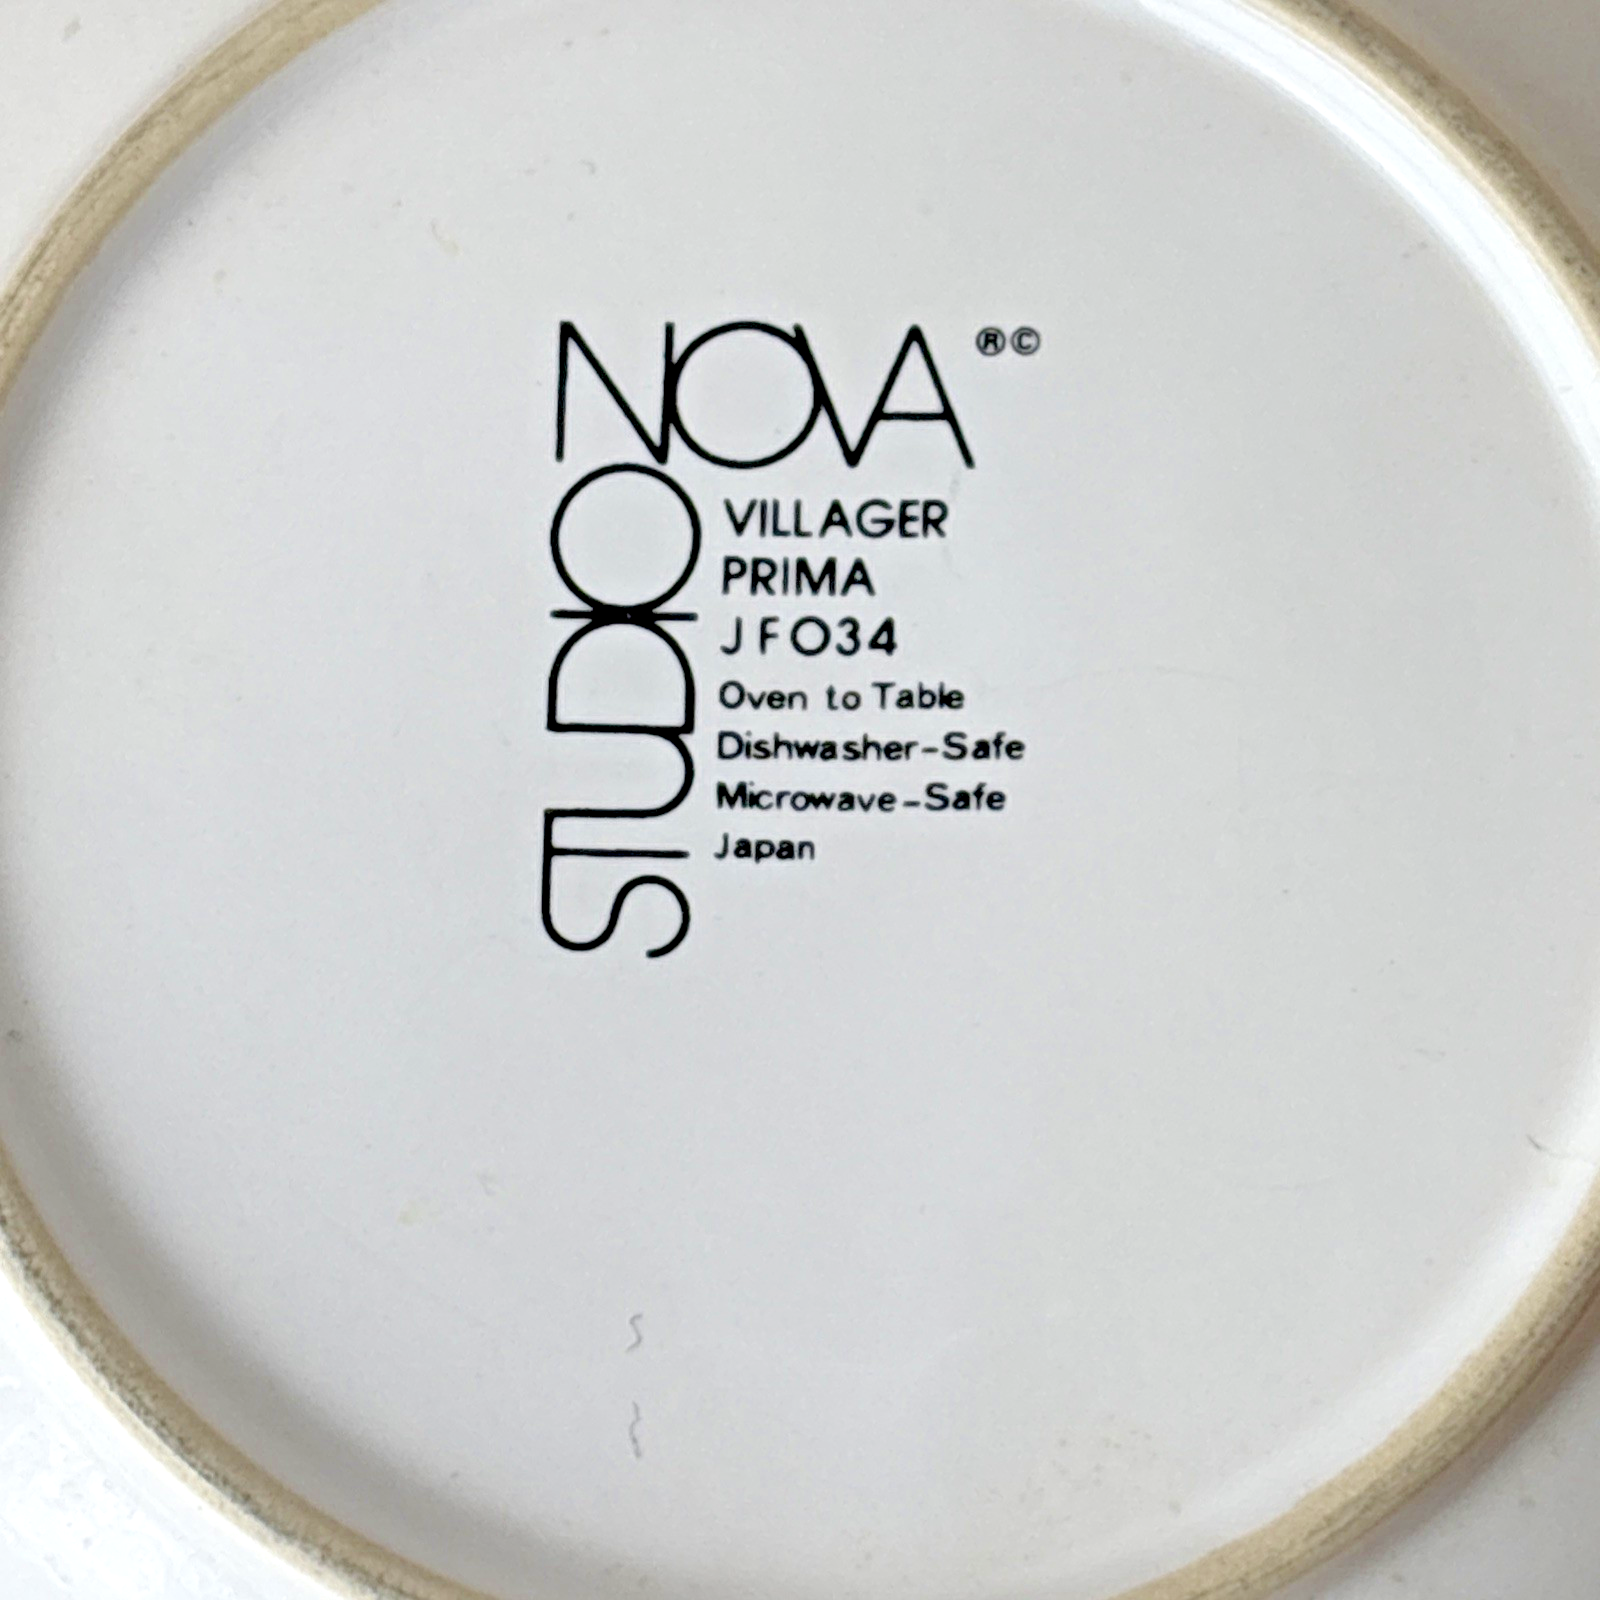 NOVA ®©
STUDIO
VILLAGER
PRIMA
JF034
Oven to Table
Dishwasher-Safe
Microwave-Safe
Japan